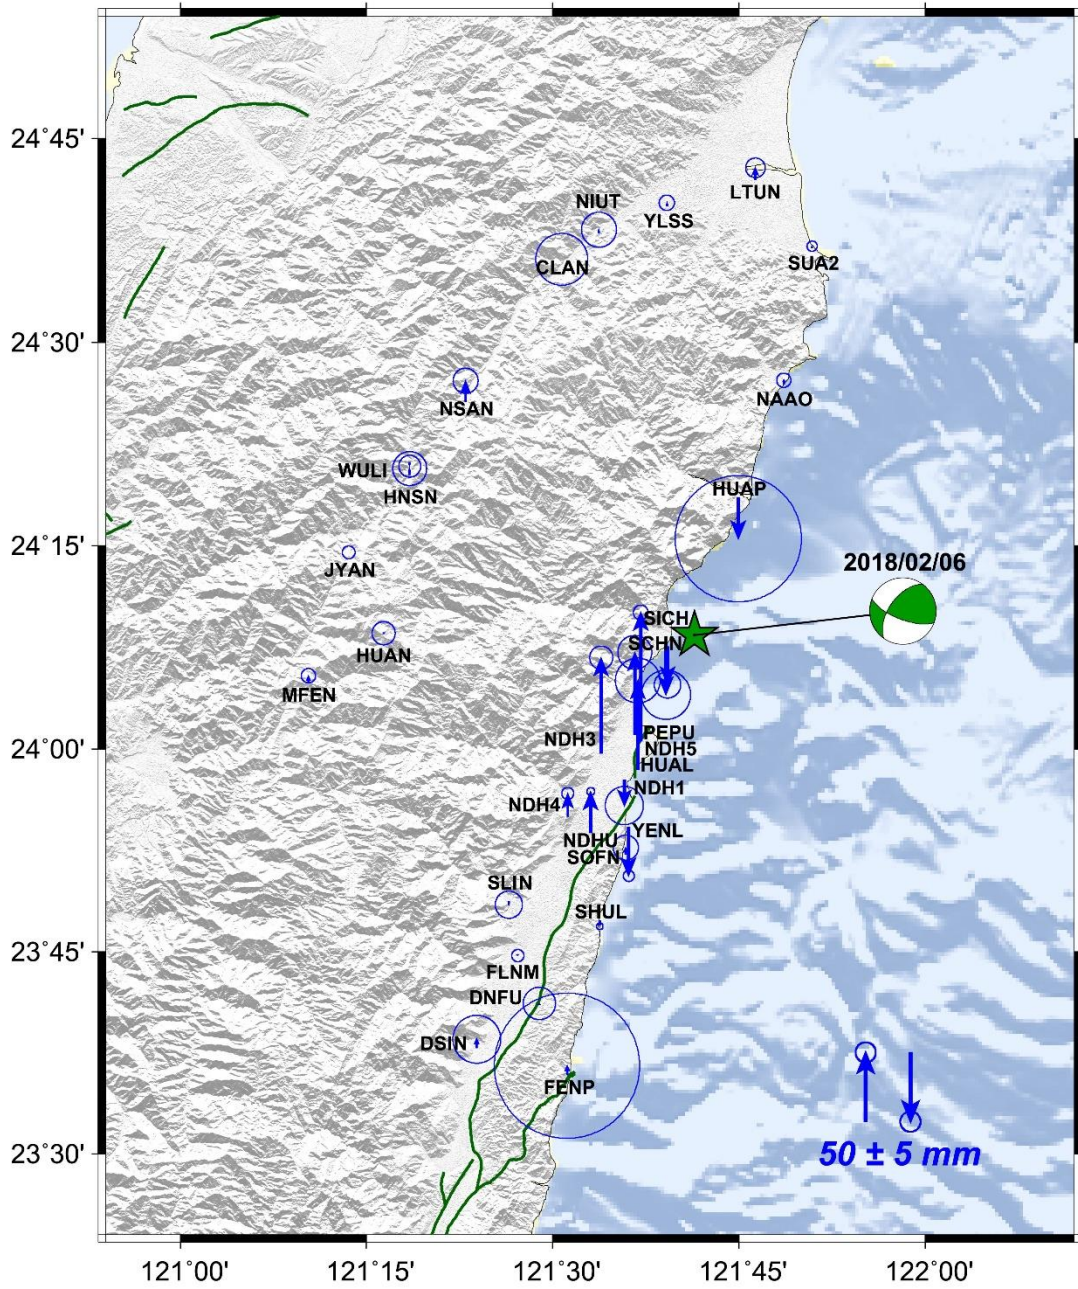 24°45'
LTUN
NIUT
YLSS
CLAN
SUA2
24°30'
NAAO
NSAN
WULI
HUAP
HNSN
24°15'
2018/02/06
JYAN
SICH
SCHN
HUAN
MFEN
PEPU
NDH3
24°00'
NDH5
HUAL
NDH1
NDH4
YENL
NDHU
SOFN
SLIN
SHUL
23°45'
FLNM
DNFU
DSIN
FENP
23°30'
50 ± 5 mm
121°00'
121°15'
121°30'
121°45'
122°00'